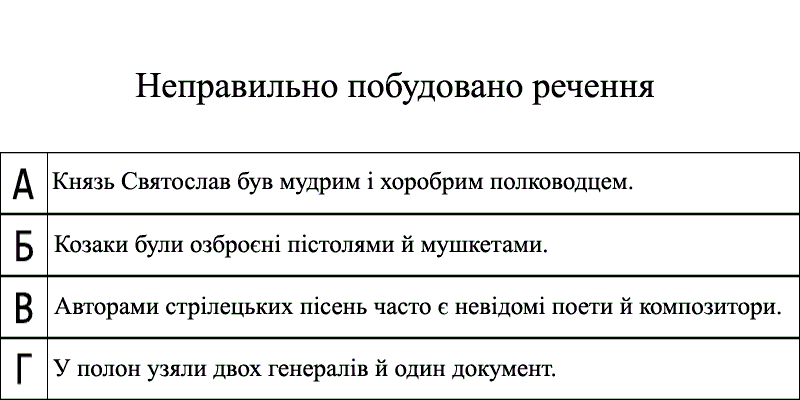 Неправильно побудовано речення
А Князь Святослав був мудрим і хоробрим полководцем.
Б Козаки були озброєні пістолями й мушкетами.
В Авторами стрілецьких пісень часто є невідомі поети й композитори.
Г У полон узяли двох генералів й один документ.